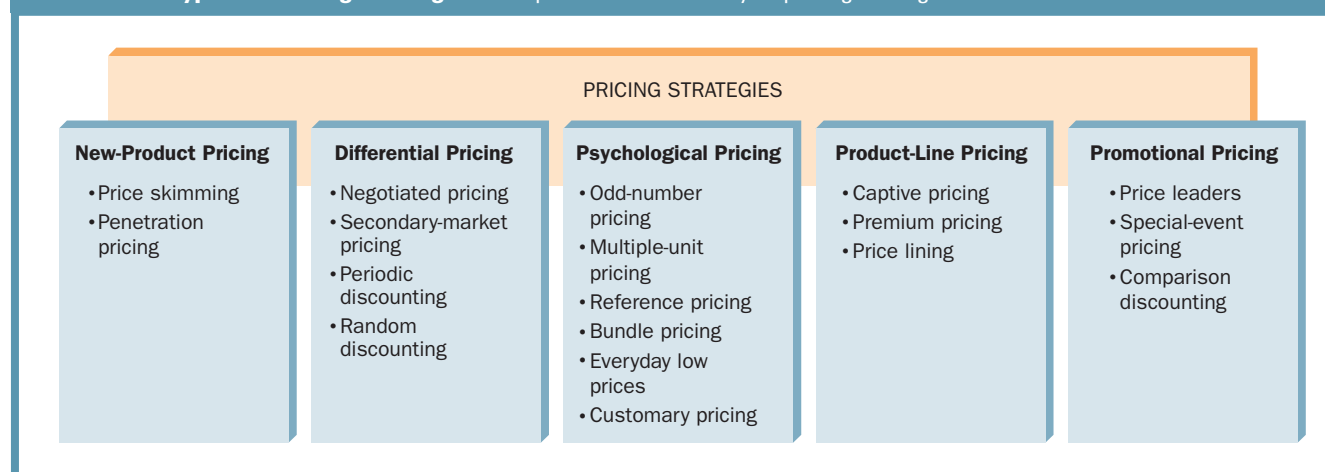 PRICING STRATEGIES
New-Product Pricing
• Price skimming
• Penetration
pricing
Differential Pricing
• Negotiated pricing
• Secondary-market
pricing
• Periodic
discounting
• Random
discounting
Psychological Pricing
• Odd-number
pricing
• Multiple-unit
pricing
• Reference pricing
• Bundle pricing
• Everyday low
prices
• Customary pricing
Product-Line Pricing
• Captive pricing
• Premium pricing
• Price lining
Promotional Pricing
• Price leaders
• Special-event
pricing
• Comparison
discounting